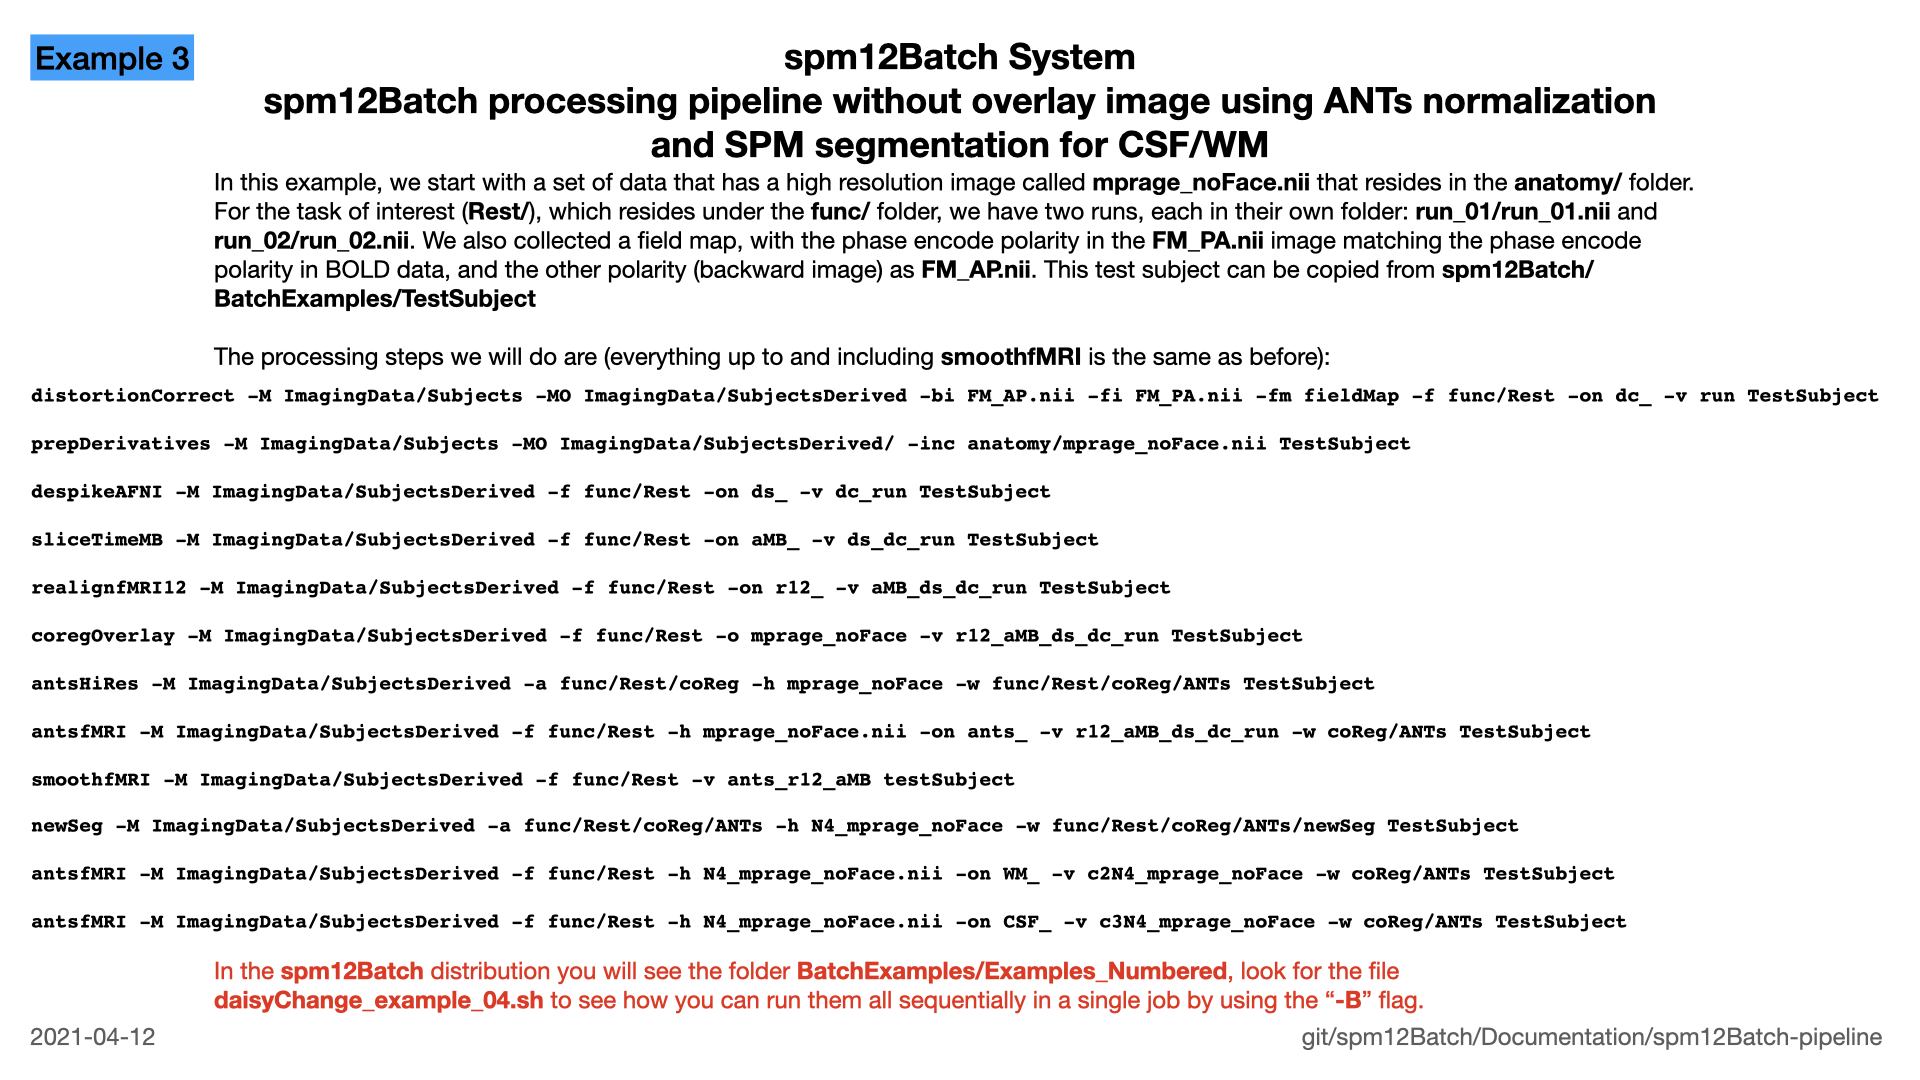 Example 3
spm12Batch System
spm12Batch processing pipeline without overlay image using ANTs normalization
and SPM segmentation for CSF/WM
In this example, we start with a set of data that has a high resolution image called mprage_noFace.nii that resides in the anatomy/ folder.
For the task of interest (Rest/), which resides under the func/ folder, we have two runs, each in their own folder: run_01/run_01.nii and
run_02/run_02.nii. We also collected a field map, with the phase encode polarity in the FM_PA.nii image matching the phase encode
polarity in BOLD data, and the other polarity (backward image) as FM_AP.nii. This test subject can be copied from spm12Batch/
BatchExamples/TestSubject
The processing steps we will do are (everything up to and including smoothfMRI is the same as before):
distortionCorrect -M ImagingData/Subjects -MO ImagingData/SubjectsDerived -bi FM_AP.nii -fi FM_PA.nii -fm fieldMap -f func/Rest -on dc_ -v run TestSubject
prepDerivatives -M ImagingData/Subjects -MO ImagingData/SubjectsDerived/ -inc anatomy/mprage_noFace.nii TestSubject
despikeAFNI -M ImagingData/SubjectsDerived -f func/Rest -on ds_ -v dc_run TestSubject
sliceTimeMB -M ImagingData/SubjectsDerived -f func/Rest -on aMB_ -v ds_dc_run TestSubject
realignfMRI12 -M ImagingData/SubjectsDerived -f func/Rest -on r12_ -v aMB_ds_dc_run TestSubject
coregOverlay -M ImagingData/SubjectsDerived -f func/Rest -o mprage_noFace -v r12_aMB_ds_dc_run TestSubject
antsHiRes -M ImagingData/SubjectsDerived -a func/Rest/coReg -h mprage_noFace -w func/Rest/coReg/ANTs TestSubject
antsfMRI -M ImagingData/SubjectsDerived -f func/Rest -h mprage_noFace.nii -on ants_ -v r12_aMB_ds_dc_run -w coReg/ANTs TestSubject
smoothfMRI -M ImagingData/SubjectsDerived -f func/Rest -v ants_r12_aMB testSubject
newSeg -M ImagingData/SubjectsDerived -a func/Rest/coReg/ANTs -h N4_mprage_noFace -w func/Rest/coReg/ANTs/newSeg TestSubject
antsfMRI -M ImagingData/SubjectsDerived -f func/Rest -h N4_mprage_noFace.nii -on WM_ -v c2N4_mprage_noFace -w coReg/ANTs TestSubject
antsfMRI -M ImagingData/SubjectsDerived -f func/Rest -h N4_mprage_noFace.nii -on CSF_ -v c3N4_mprage_noFace -w coReg/ANTs TestSubject
In the spm12Batch distribution you will see the folder BatchExamples/Examples_Numbered, look for the file
daisyChange_example_04.sh to see how you can run them all sequentially in a single job by using the “-B” flag.
2021-04-12
git/spm12Batch/Documentation/spm12Batch-pipeline